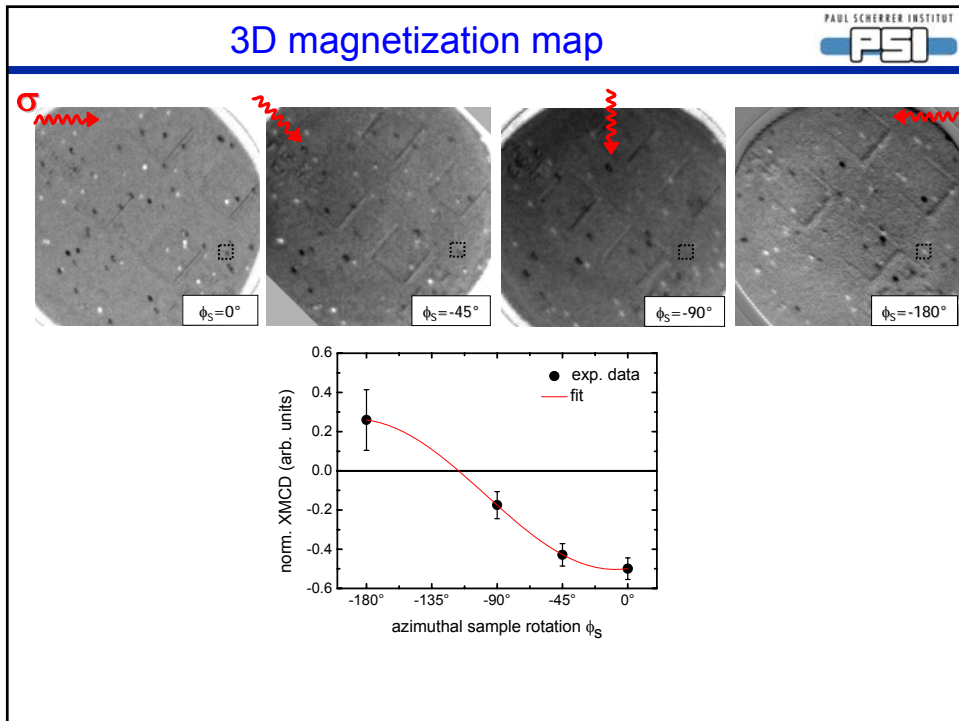 3D magnetization map
PAUL SCHERRER INSTITUT
PSI
σ
ϕS=0°
ϕS=-45°
ϕS=-90°
ϕS=-180°
0.6
0.4
0.2
0.0
-0.2
-0.4
-0.6
norm. XMCD (arb. units)
exp. data
fit
-180° -135° -90° -45° 0°
azimuthal sample rotation ϕS